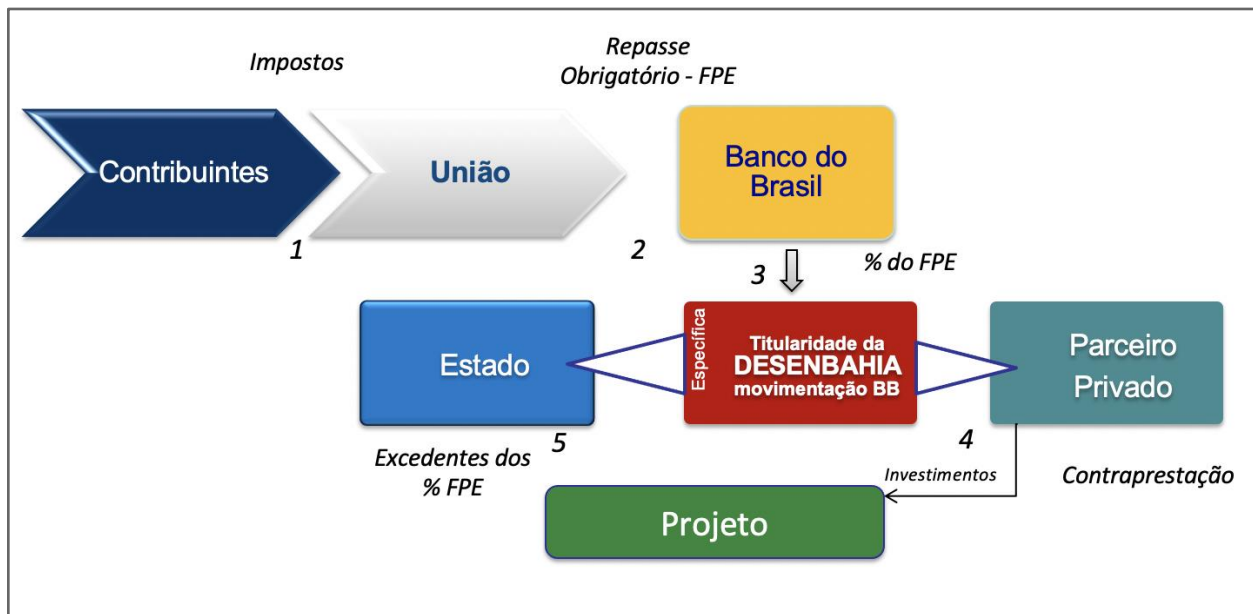 Impostos
Repasse
Obrigatório - FPE
Contribuintes
União
Banco do
Brasil
1
2
3
% do FPE
Estado
Específica
Titularidade da
DESENBAHIA
movimentação BB
Parceiro
Privado
5
4
Excedentes dos
% FPE
Investimentos
Contraprestação
Projeto